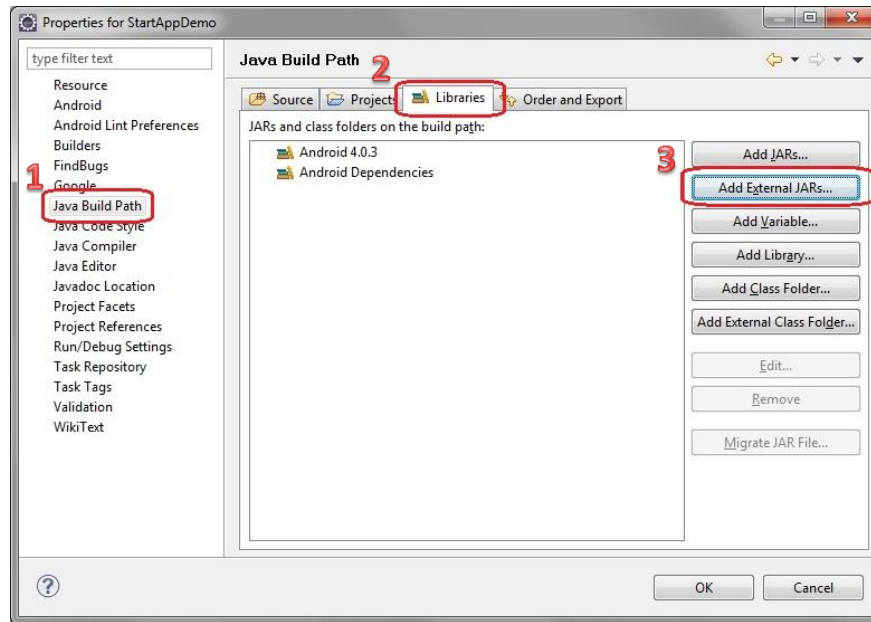 Properties for StartAppDemo
type filter text
Resource
Android
Android Lint Preferences
Builders
FindBugs
1
Google
Java Build Path
Java Code Style
Java Compiler
Java Editor
Javadoc Location
Project Facets
Project References
Run/Debug Settings
Task Repository
Task Tags
Validation
WikiText
Java Build Path
2
Source Projects Libraries Order and Export
JARs and class folders on the build path:
Android 4.0.3
Android Dependencies
3
Add JARs...
Add External JARs...
Add Variable...
Add Library...
Add Class Folder...
Add External Class Folder...
Edit...
Remove
Migrate JAR File...
?
OK Cancel